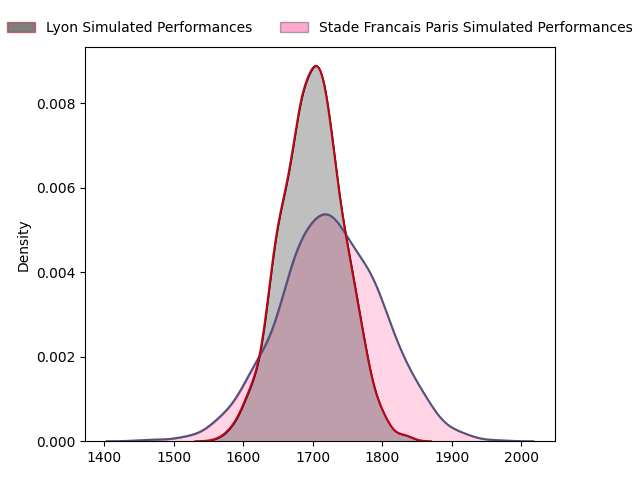 Lyon Simulated Performances
Stade Francais Paris Simulated Performances
Density
0.008
0.006
0.004
0.002
0.000
1400 1500 1600 1700 1800 1900 2000